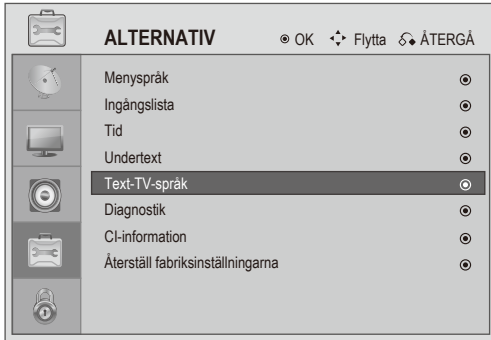 ALTERNATIV OK Flytta ÅTERGÅ
Menyspråk
Ingångslista
Tid
Undertext
Text-TV-språk
Diagnostik
CI-information
Återställ fabriksinställningarna